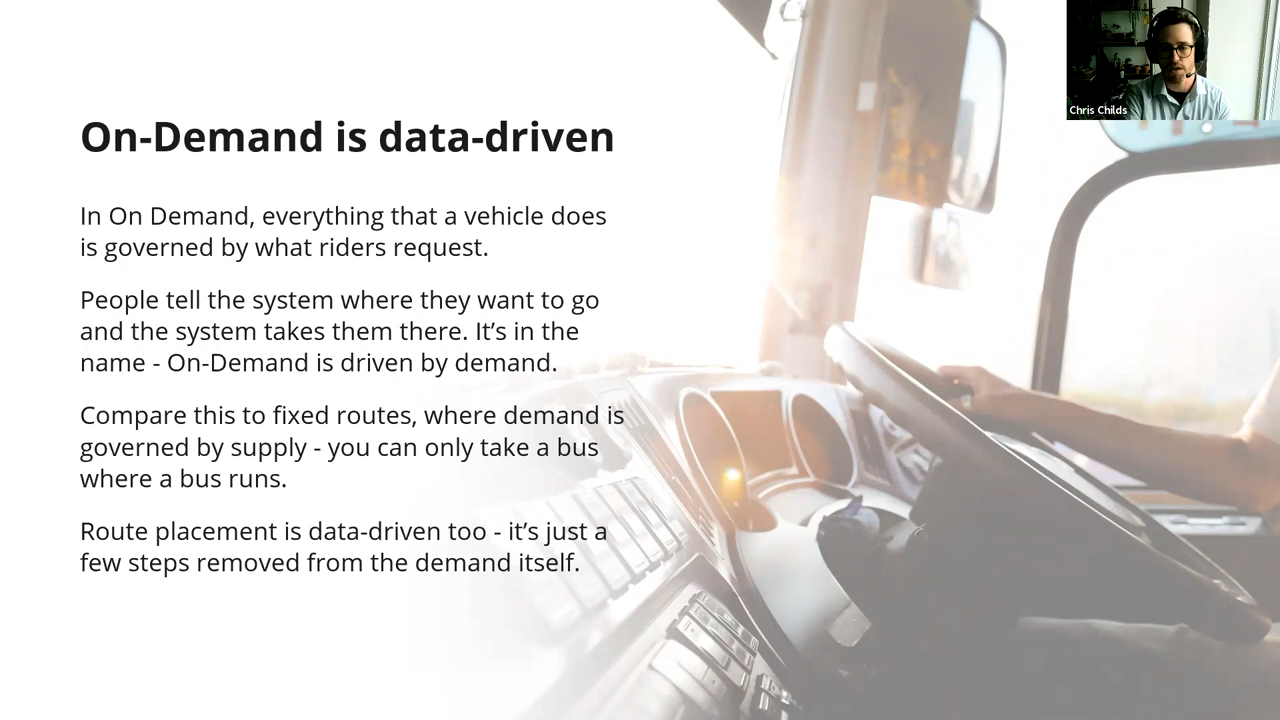 Chris Childs
On-Demand is data-driven
In On Demand, everything that a vehicle does
is governed by what riders request.
People tell the system where they want to go
and the system takes them there. It’s in the
name - On-Demand is driven by demand.
Compare this to fixed routes, where demand is
governed by supply - you can only take a bus
where a bus runs.
Route placement is data-driven too - it’s just a
few steps removed from the demand itself.